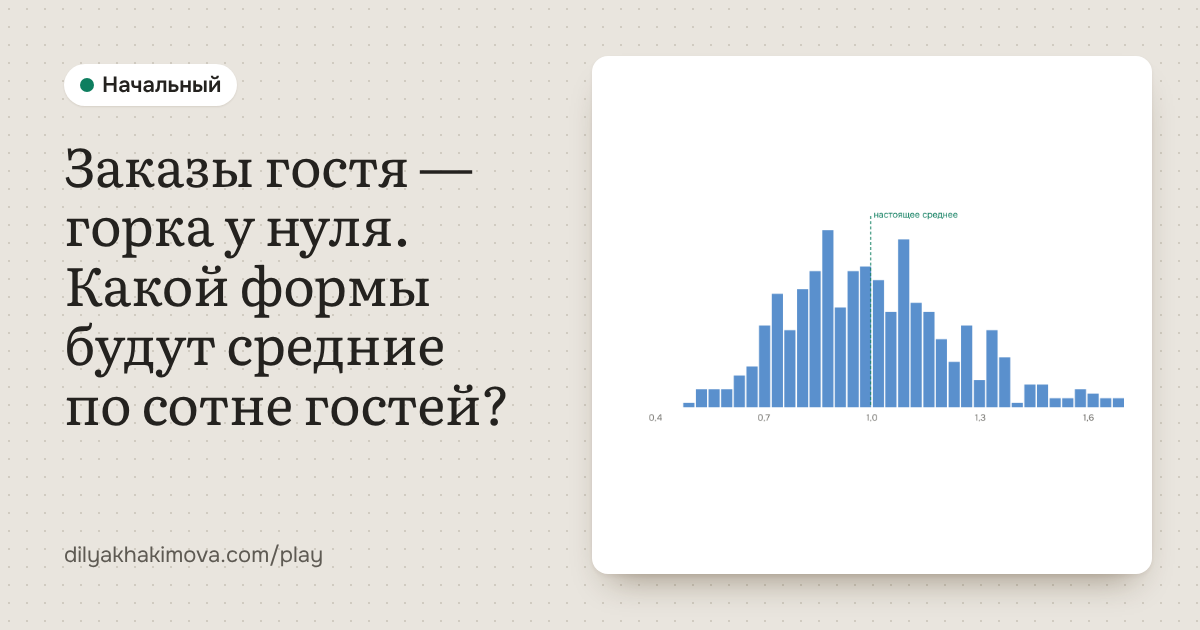 Начальный
Заказы гостя —
горка у нуля.
Какой формы
будут средние
по сотне гостей?
dilyakhakimova.com/play
настоящее среднее
0,4 0,7 1,0 1,3 1,6